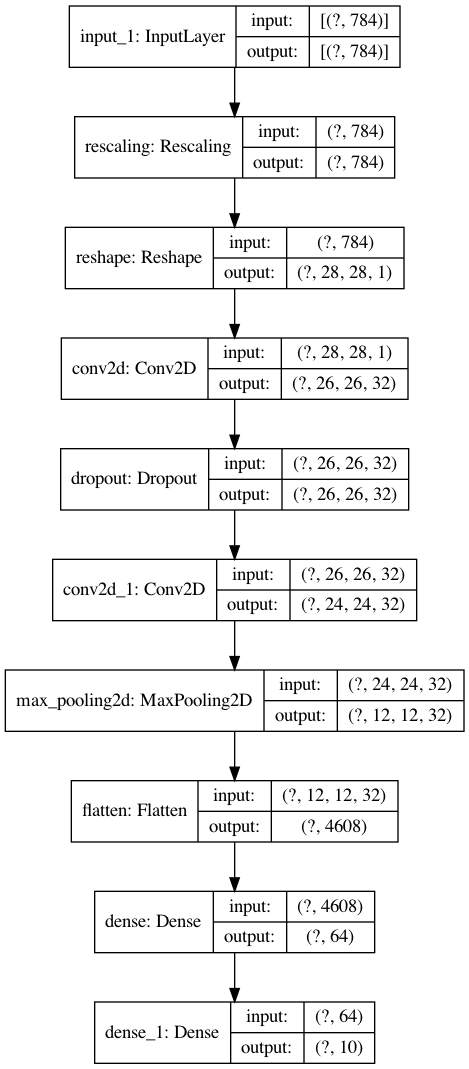 input_1: InputLayer
input:
[(?, 784)]
output:
[(?, 784)]
rescaling: Rescaling
input:
(?, 784)
output:
(?, 784)
reshape: Reshape
input:
(?, 784)
output:
(?, 28, 28, 1)
conv2d: Conv2D
input:
(?, 28, 28, 1)
output:
(?, 26, 26, 32)
dropout: Dropout
input:
(?, 26, 26, 32)
output:
(?, 26, 26, 32)
conv2d_1: Conv2D
input:
(?, 26, 26, 32)
output:
(?, 24, 24, 32)
max_pooling2d: MaxPooling2D
input:
(?, 24, 24, 32)
output:
(?, 12, 12, 32)
flatten: Flatten
input:
(?, 12, 12, 32)
output:
(?, 4608)
dense: Dense
input:
(?, 4608)
output:
(?, 64)
dense_1: Dense
input:
(?, 64)
output:
(?, 10)